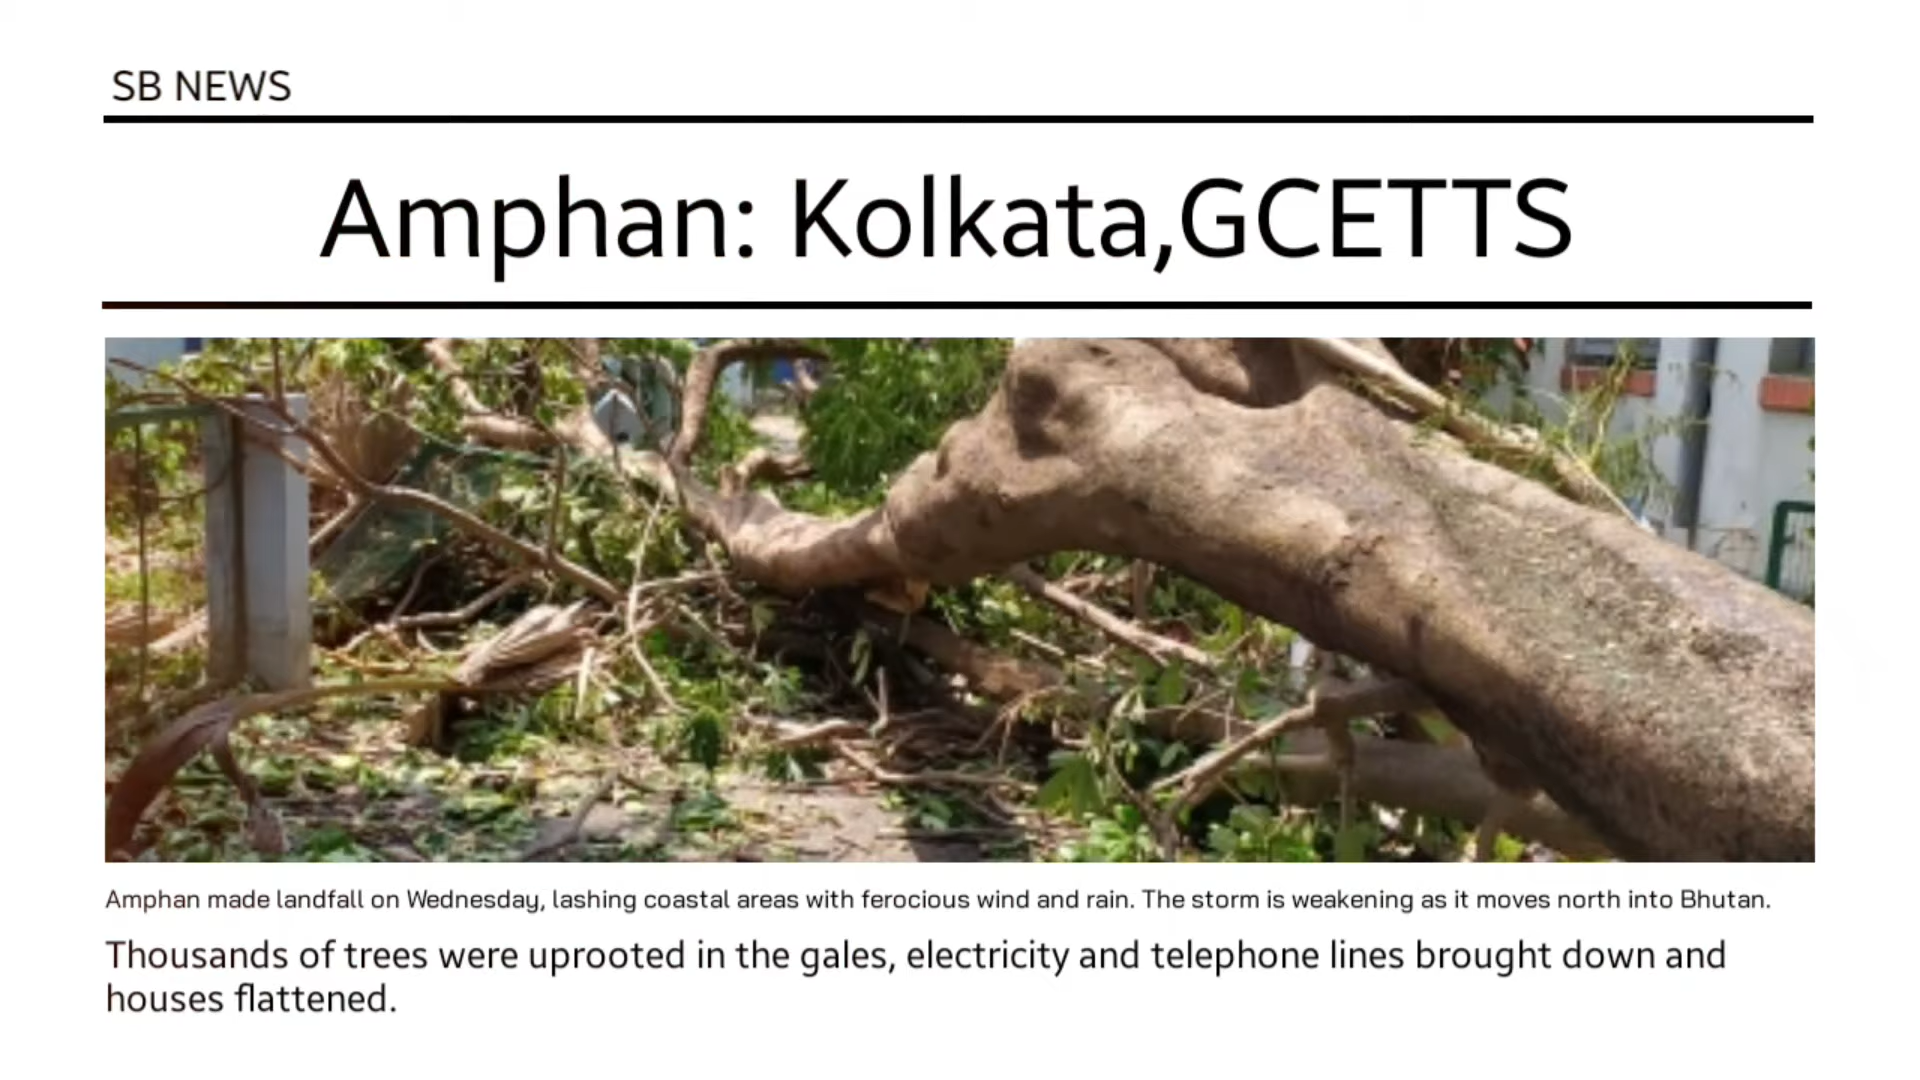 SB NEWS
Amphan: Kolkata,GCETTS
Amphan made landfall on Wednesday, lashing coastal areas with ferocious wind and rain. The storm is weakening as it moves north into Bhutan.
Thousands of trees were uprooted in the gales, electricity and telephone lines brought down and
houses flattened.